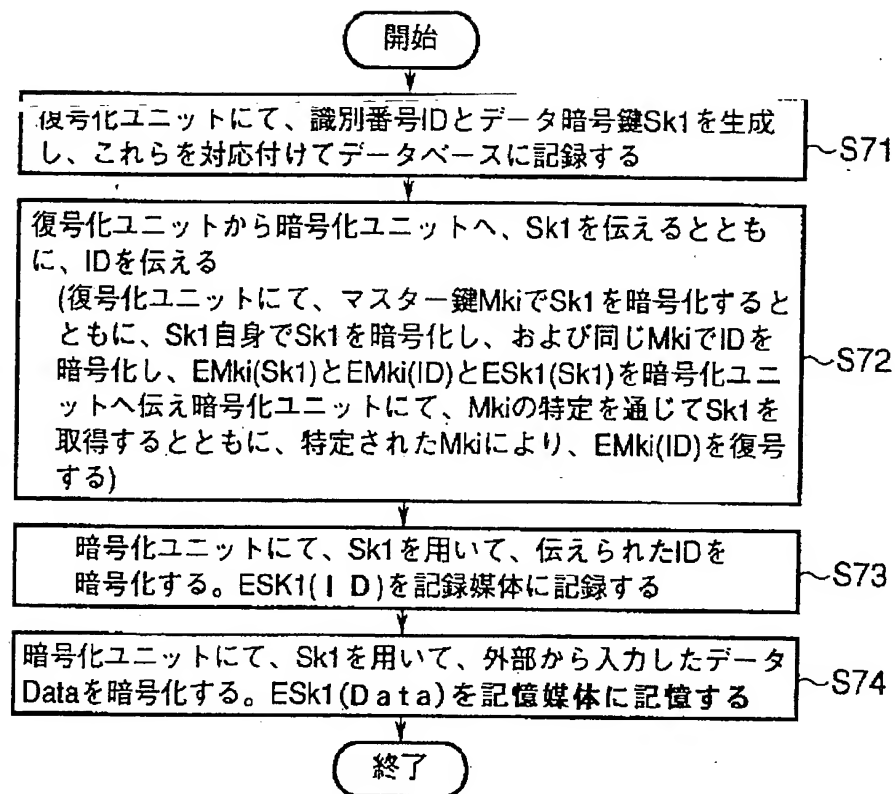 開始
復号化ユニットにて、識別番号IDとデータ暗号鍵Sk1を生成
し、これらを対応付けてデータベースに記録する
~S71
復号化ユニットから暗号化ユニットへ、Sk1を伝えるととも
に、IDを伝える
(復号化ユニットにて、マスター鍵MkiでSk1を暗号化すると
ともに、Sk1自身でSk1を暗号化し、および同じMkiでIDを
暗号化し、EMki(Sk1)とEMki(ID)とESk1(Sk1)を暗号化ユニ
ットへ伝え暗号化ユニットにて、Mkiの特定を通じてSk1を
取得するとともに、特定されたMkiにより、EMki(ID)を復号
する)
~S72
暗号化ユニットにて、Sk1を用いて、伝えられたIDを
暗号化する。ESK1(ID)を記録媒体に記録する
~S73
暗号化ユニットにて、Sk1を用いて、外部から入力したデータ
Dataを暗号化する。ESk1(Data)を記憶媒体に記憶する
~S74
終了